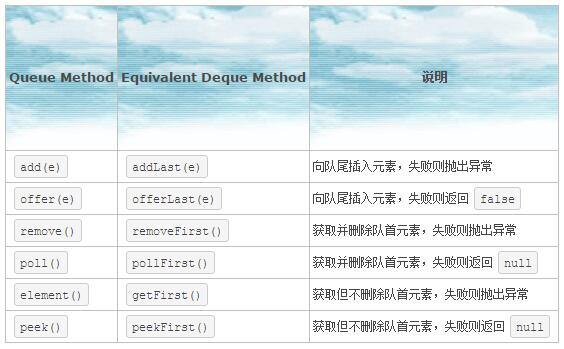 Queue Method Equivalent Deque Method 说明
add(e) addLast(e) 向队尾插入元素，失败则抛出异常
offer(e) offerLast(e) 向队尾插入元素，失败则返回 false
remove() removeFirst() 获取并删除队首元素，失败则抛出异常
poll() pollFirst() 获取并删除队首元素，失败则返回 null
element() getFirst() 获取但不删除队首元素，失败则抛出异常
peek() peekFirst() 获取但不删除队首元素，失败则返回 null